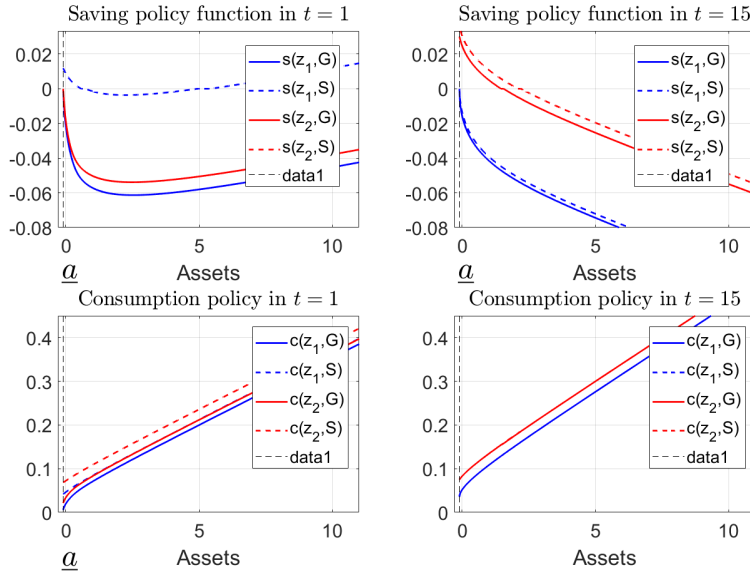 Saving policy function in t = 1
0.02
0
-0.02
-0.04
-0.06
-0.08
s(z1,G)
s(z1,S)
s(z2,G)
s(z2,S)
data1
0
5
10
a
Assets
Saving policy function in t = 15
0.02
0
-0.02
-0.04
-0.06
-0.08
s(z1,G)
s(z1,S)
s(z2,G)
s(z2,S)
data1
0
5
10
a
Assets
Consumption policy in t = 1
0.4
0.3
0.2
0.1
0
c(z1,G)
c(z1,S)
c(z2,G)
c(z2,S)
data1
0
5
10
a
Assets
Consumption policy in t = 15
0.4
0.3
0.2
0.1
0
c(z1,G)
c(z1,S)
c(z2,G)
c(z2,S)
data1
0
5
10
Assets